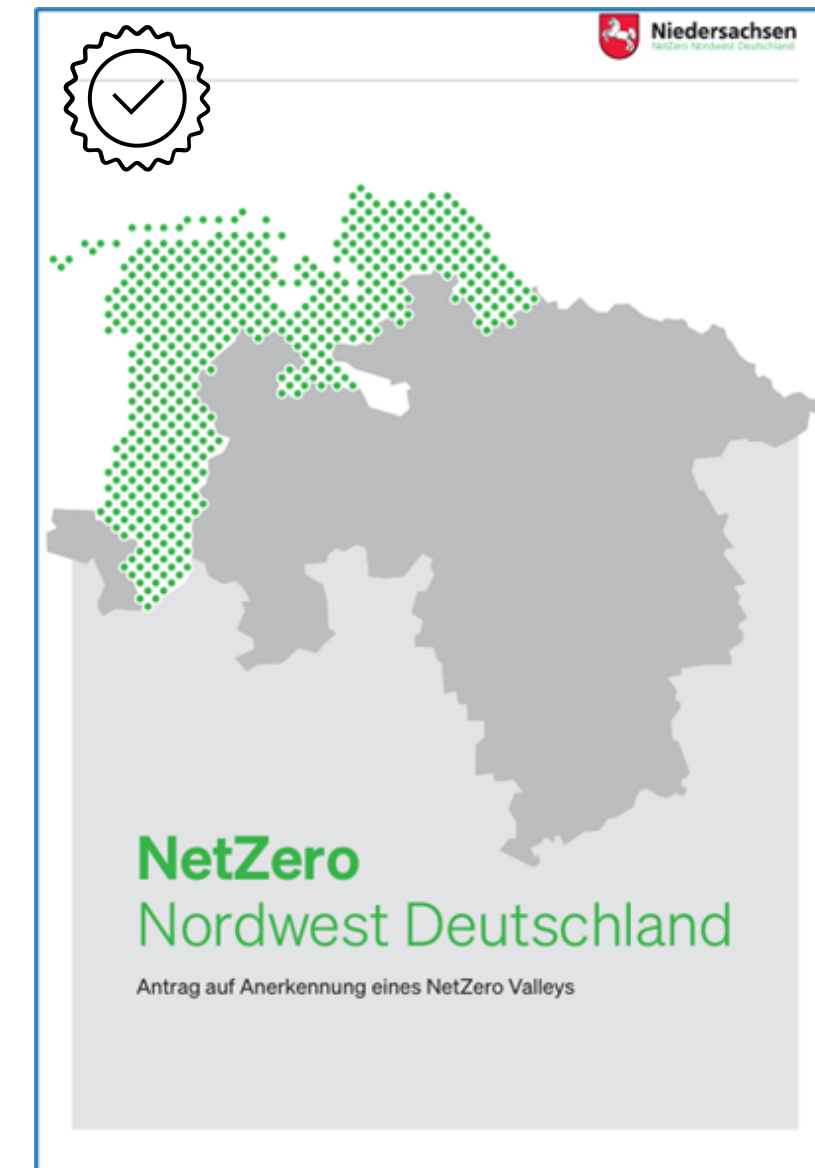 Niedersachsen
NetZero Nordwest Deutschland
NetZero
Nordwest Deutschland
Antrag auf Anerkennung eines NetZero Valleys